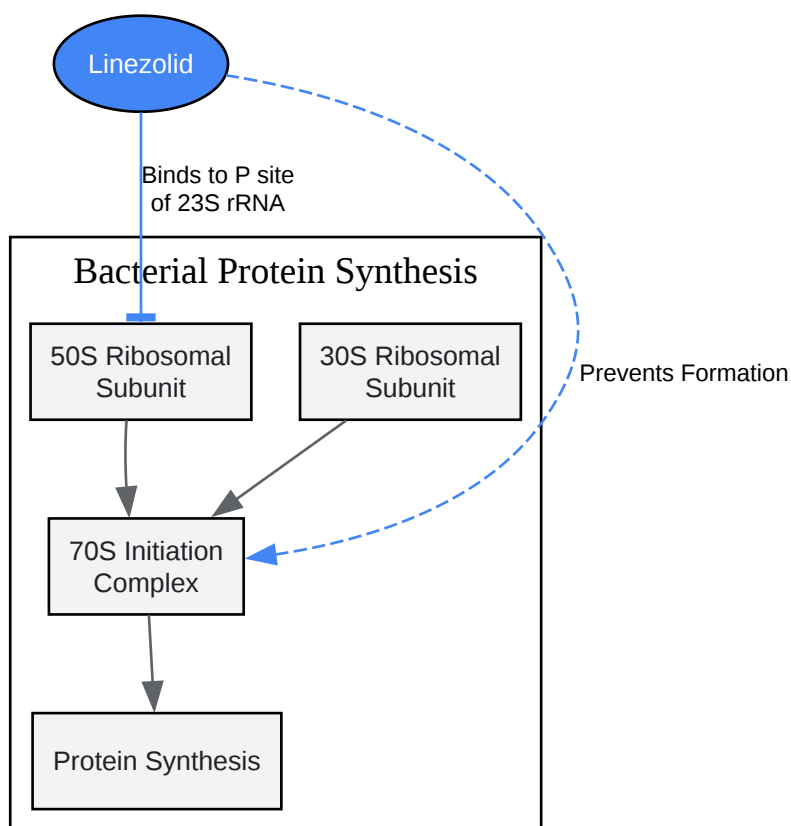 Linezolid
Binds to P site
of 23S rRNA
Bacterial Protein Synthesis
50S Ribosomal
Subunit
30S Ribosomal
Subunit
Prevents Formation
70S Initiation
Complex
Protein Synthesis